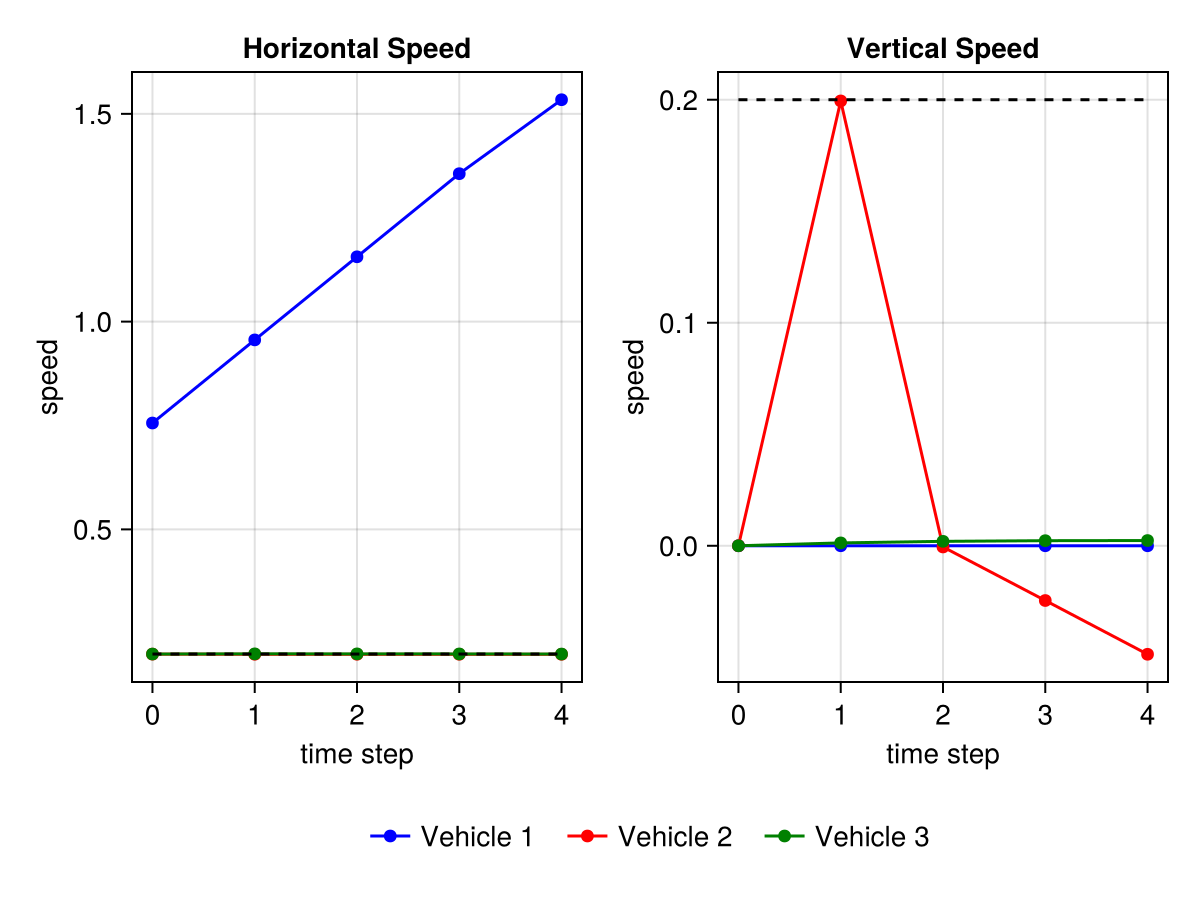 Horizontal Speed
1.5
1.0
0.5
speed
0 1 2 3 4
time step
Vertical Speed
0.2
0.1
0.0
speed
0 1 2 3 4
time step
Vehicle 1 Vehicle 2 Vehicle 3